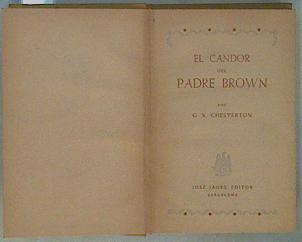 EL CANDOR
DEL
PADRE BROWN
POR
G. K. CHESTERTON
JOSÉ JANÉS, EDITOR
BARCELONA